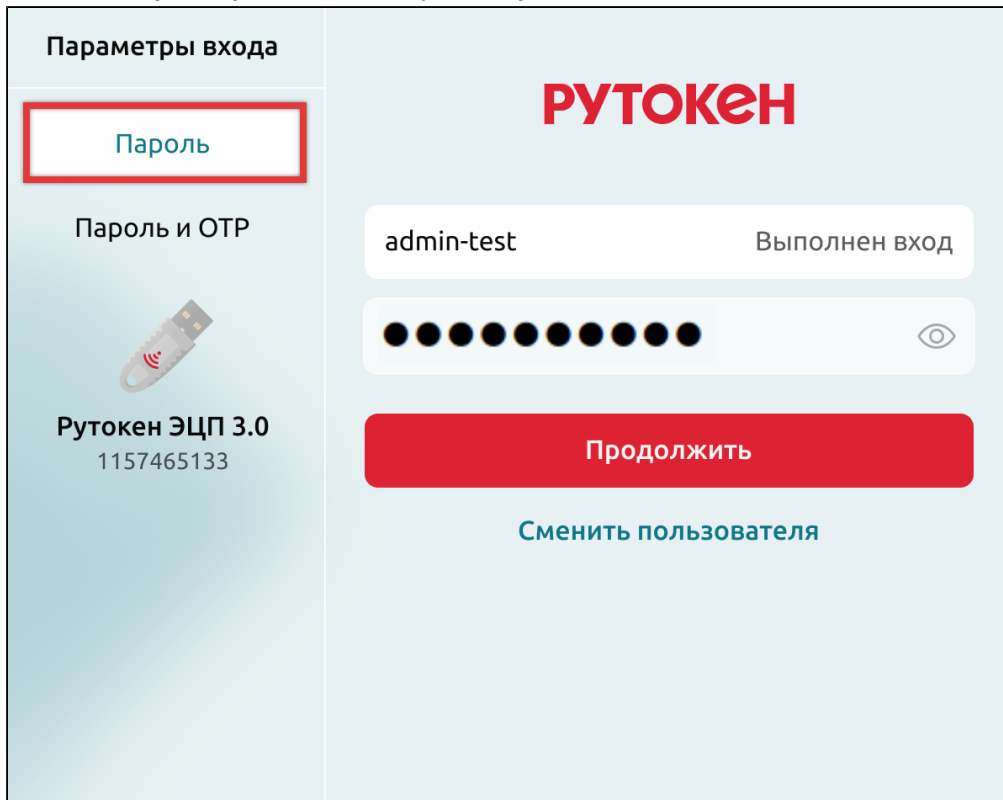 Параметры входа
Пароль
Пароль и OTP
Рутокен ЭЦП 3.0
1157465133
РУТОКЕН
admin-test Выполнен вход
Продолжить
Сменить пользователя